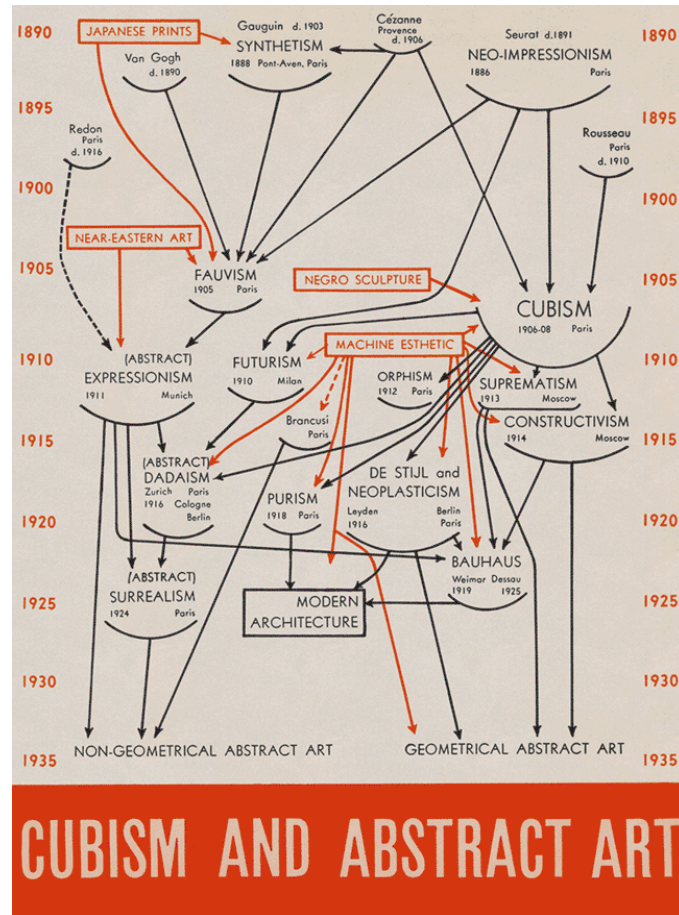 1890
JAPANESE PRINTS
Van Gogh
d. 1890
Gauguin d. 1903
SYNTHETISM
1888 Pont-Aven, Paris
Cézanne
Provence
d. 1906
Seurat d.1891
NEO-IMPRESSIONISM
1886 Paris
1890
1895
1895
Redon
Paris
d. 1916
Rousseau
Paris
d. 1910
1900
1900
NEAR-EASTERN ART
1905
FAUVISM
1905 Paris
NEGRO SCULPTURE
CUBISM
1906-08 Paris
1905
1910
(ABSTRACT)
EXPRESSIONISM
1911 Munich
FUTURISM
1910 Milan
MACHINE ESTHETIC
ORPHISM
1912 Paris
SUPREMATISM
1913 Moscow
1910
Brancusi
Paris
CONSTRUCTIVISM
1914 Moscow
1915
1915
(ABSTRACT)
DADAISM
Zurich Paris
1916 Cologne
Berlin
PURISM
1918 Paris
DE STIJL and
NEOPLASTICISM
Leyden Berlin
1916 Paris
1920
1920
(ABSTRACT)
SURREALISM
1924 Paris
BAUHAUS
Weimar Dessau
1919 1925
MODERN
ARCHITECTURE
1925
1925
1930
1930
1935
NON-GEOMETRICAL ABSTRACT ART
GEOMETRICAL ABSTRACT ART
1935
CUBISM AND ABSTRACT ART